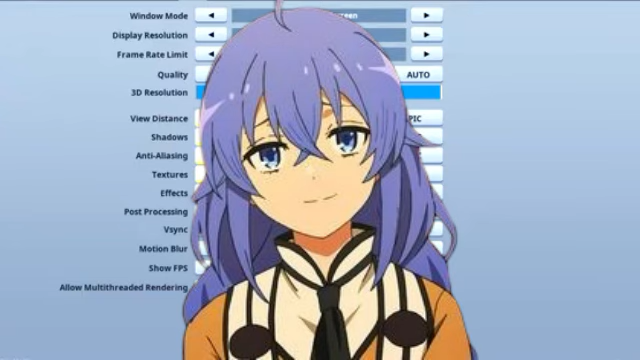 Window Mode
Display Resolution
Frame Rate Limit
Quality AUTO
3D Resolution
View Distance PIC
Shadows
Anti-Aliasing
Textures
Effects
Post Processing
Vsync
Motion Blur
Show FPS
Allow Multithreaded Rendering